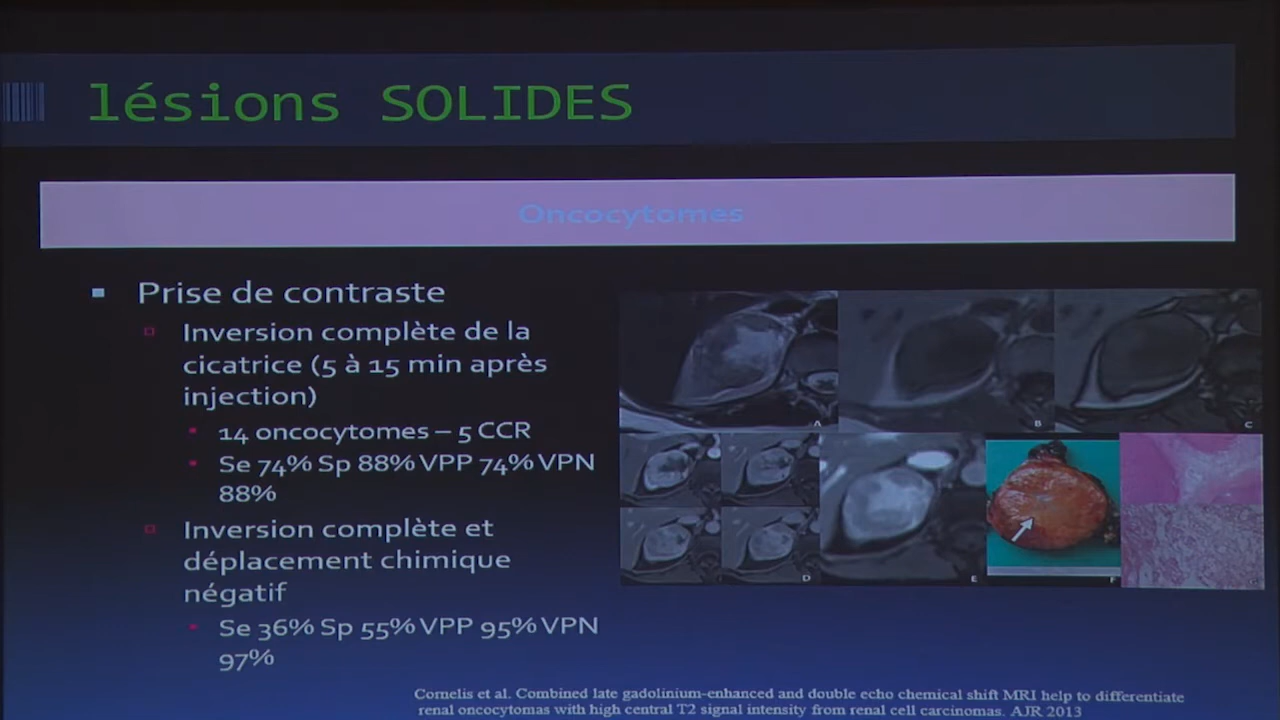 lésions SOLIDES
Oncocytomes
Prise de contraste
Inversion complète de la
cicatrice (5 à 15 min après
injection)
14 oncocytomes – 5 CCR
Se 74% Sp 88% VPP 74% VPN
88%
Inversion complète et
déplacement chimique
négatif
Se 36% Sp 55% VPP 95% VPN
97%
A
B
C
D
E
F
Cornelis et al. Combined late gadolinium-enhanced and double echo chemical shift MRI help to differentiate
renal oncocytomas with high central T2 signal intensity from renal cell carcinomas. AJR 2013